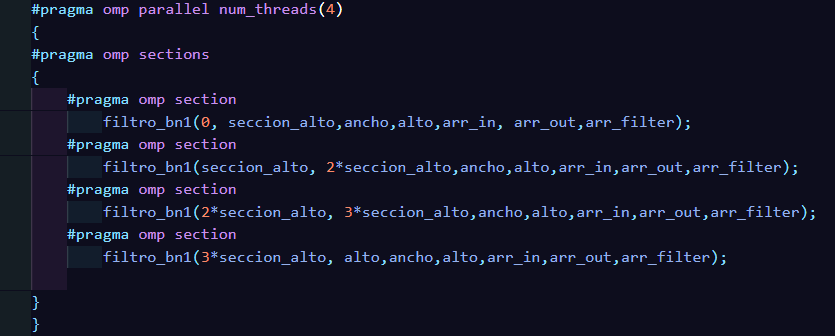 #pragma omp parallel num_threads(4)
{
#pragma omp sections
{
#pragma omp section
filtro_bn1(0, seccion_alto,ancho,alto,arr_in, arr_out,arr_filter);
#pragma omp section
filtro_bn1(seccion_alto, 2*seccion_alto,ancho,alto,arr_in,arr_out,arr_filter);
#pragma omp section
filtro_bn1(2*seccion_alto, 3*seccion_alto,ancho,alto,arr_in,arr_out,arr_filter);
#pragma omp section
filtro_bn1(3*seccion_alto, alto,ancho,alto,arr_in,arr_out,arr_filter);
}
}